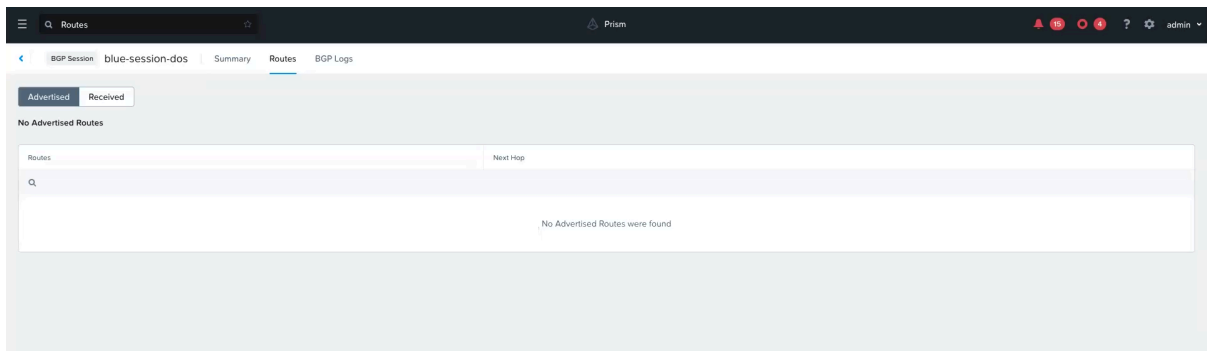 Routes
Prism
15
4
?
admin
BGP Session
blue-session-dos
Summary
Routes
BGP Logs
Advertised
Received
No Advertised Routes
Routes
Next Hop
No Advertised Routes were found